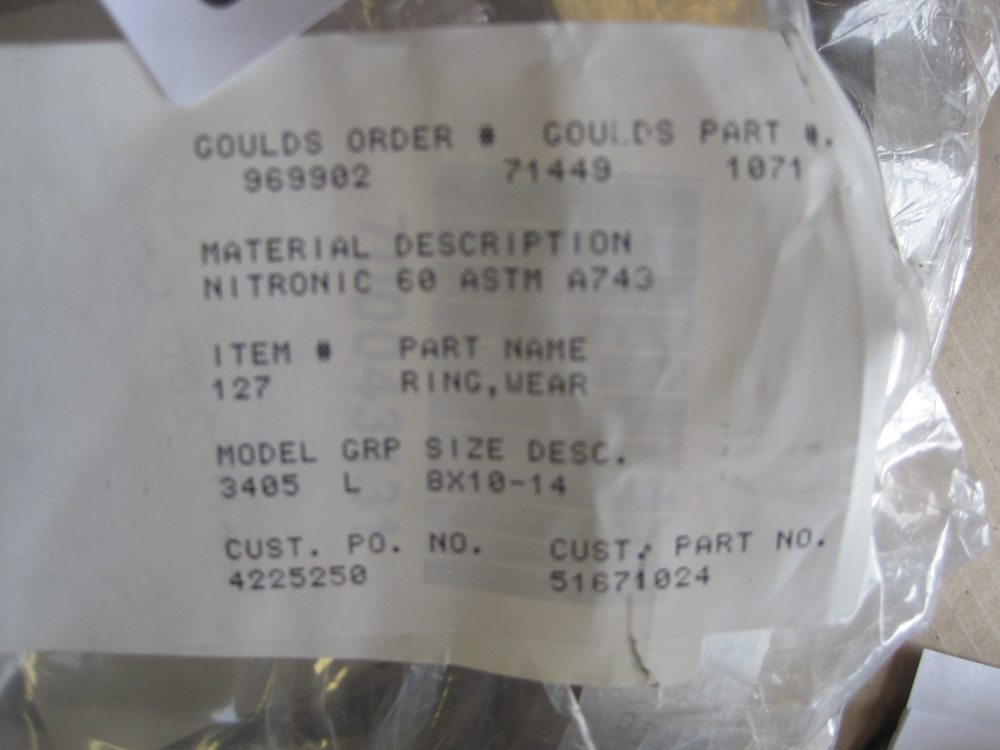 GOULDS ORDER # GOULDS PART #.
969902 71449 1071
MATERIAL DESCRIPTION
NITRONIC 60 ASTM A743
ITEM # PART NAME
127 RING,WEAR
MODEL GRP SIZE DESC.
3405 L 8X10-14
CUST. PO. NO. CUST. PART NO.
4225250 51671024